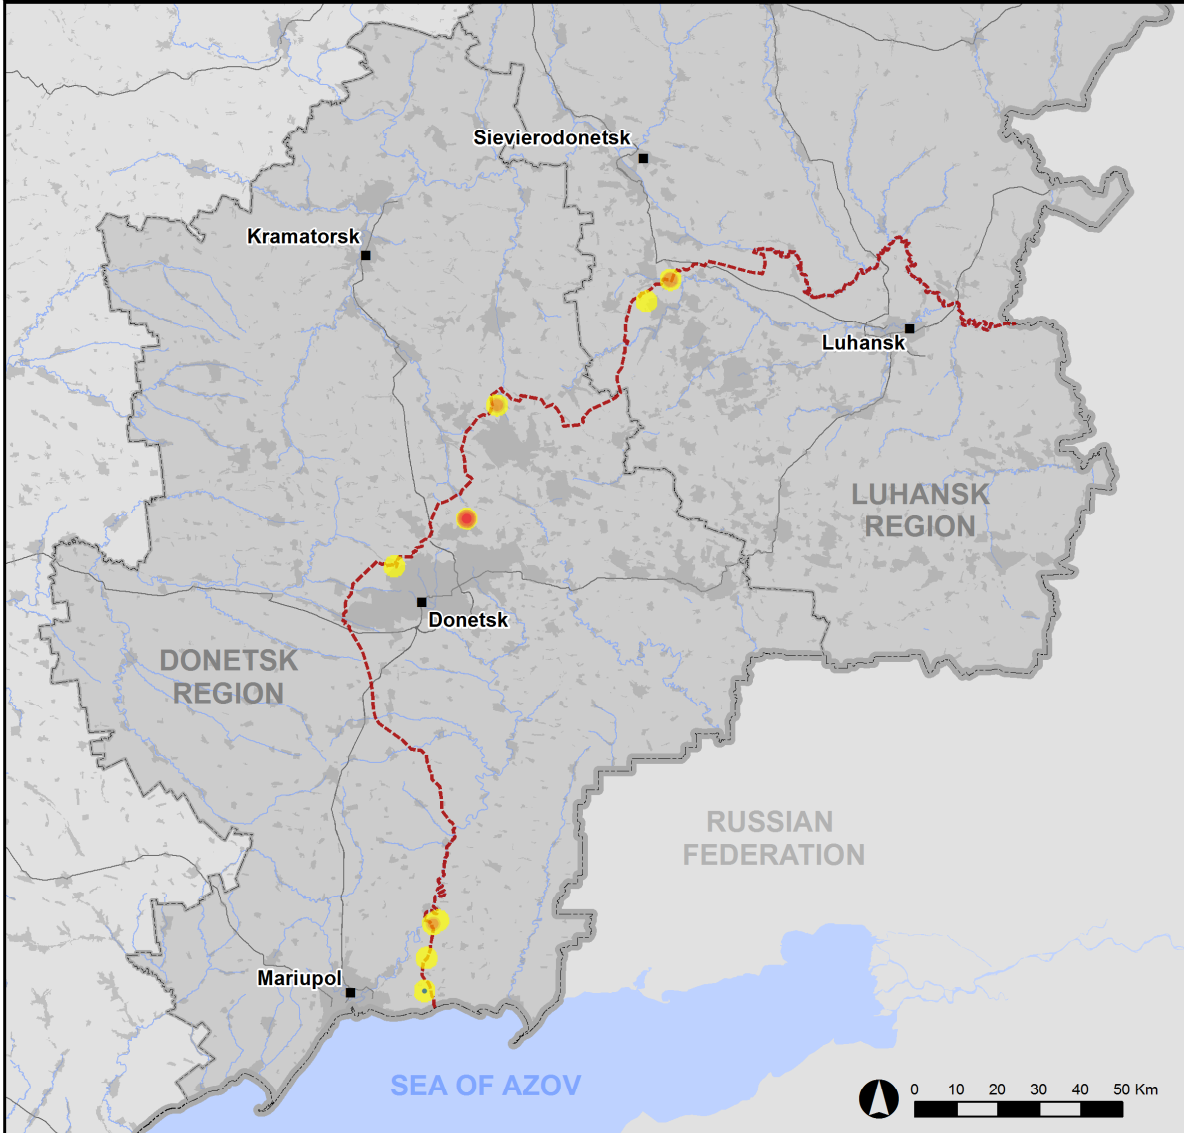 Sievierodonetsk
Kramatorsk
Luhansk
LUHANSK
REGION
Donetsk
DONETSK
REGION
RUSSIAN
FEDERATION
Mariupol
SEA OF AZOV
0 10 20 30 40 50 Km